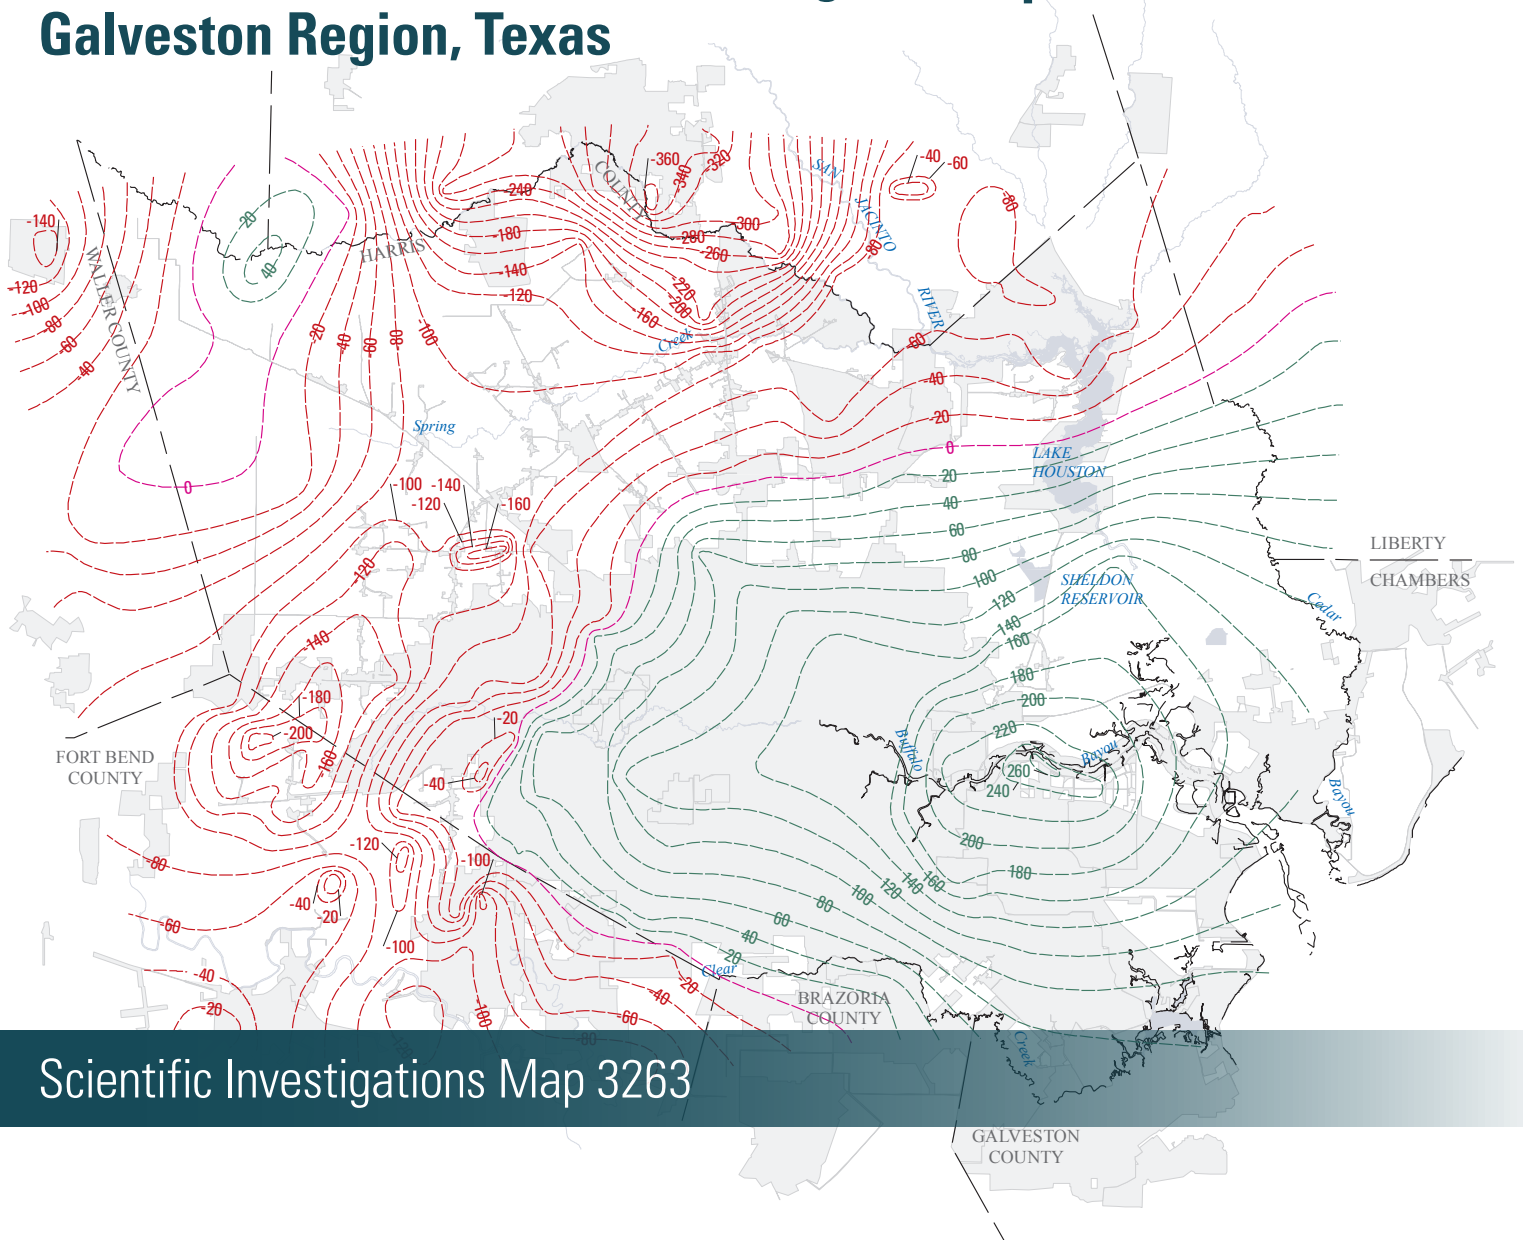 Galveston Region, Texas
-40
-60
-360
-320
-340
SAN
COUNTY
-240
-80
20
JACINTO
-140
-300
-180
-280
HARRIS
-80
-260
WALLER COUNTY
40
-140
-120
-220
-120
-200
-100
RIVER
-160
-80
-20
-40
-60
80
-100
Creek
-60
-60
-40
-40
-20
Spring
0
LAKE
HOUSTON
20
0
-100
-140
-120
-160
40
60
80
LIBERTY
-120
100
CHAMBERS
SHELDON
RESERVOIR
120
Cedar
140
-140
160
180
-180
200
-20
220
-200
Buffalo
Bayou
FORT BEND
COUNTY
-160
260
-40
240
Bayou
200
-120
-80
-100
180
160
140
120
100
-40
80
-20
60
-60
40
-100
20
Clear
-40
-20
-40
BRAZORIA
COUNTY
-20
-100
-60
-80
Creek
Scientific Investigations Map 3263
GALVESTON
COUNTY